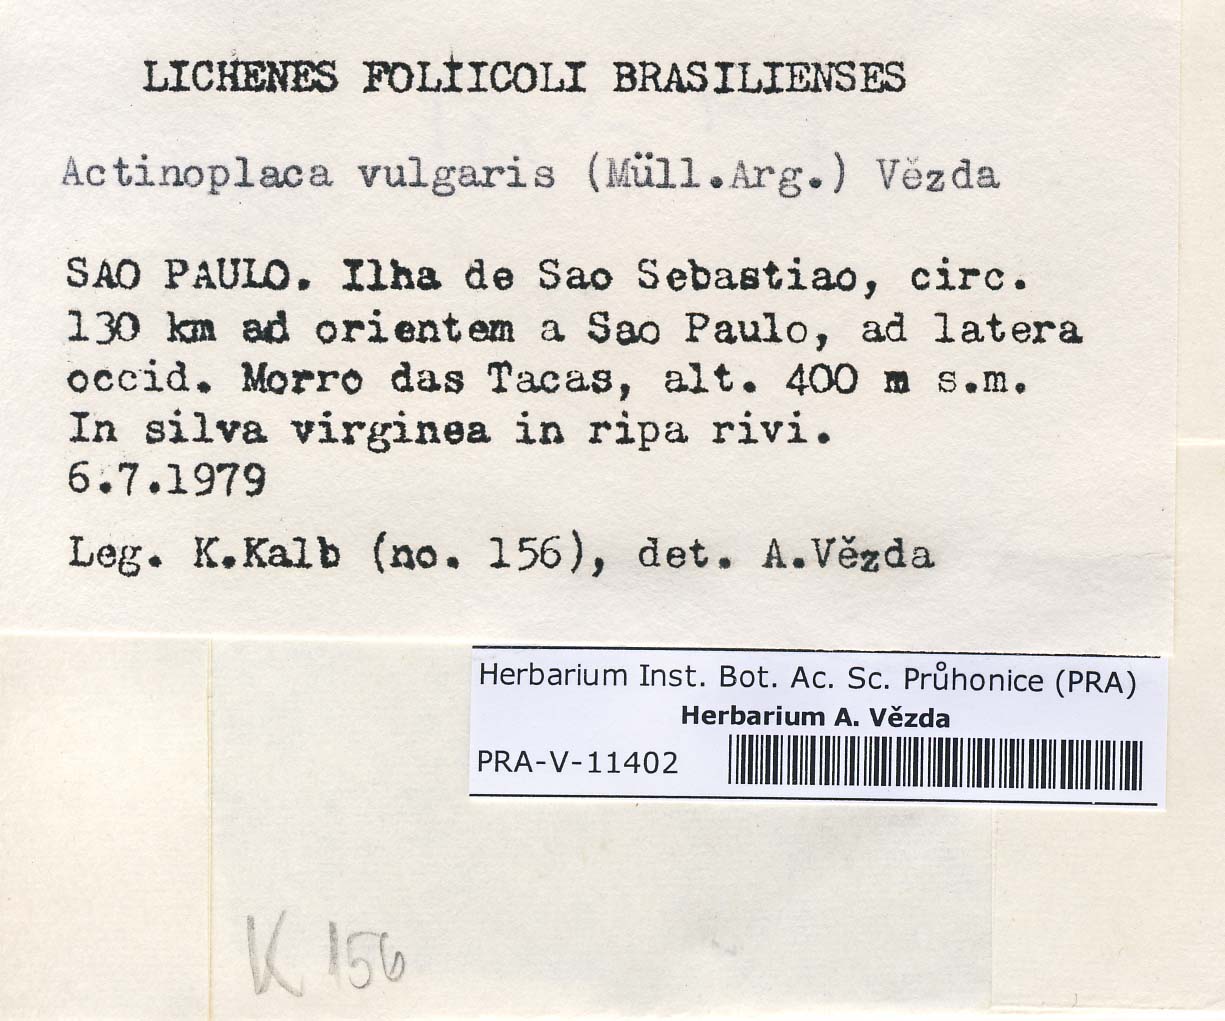 LICHENES FOLIICOLI BRASILIENSES
Actinoplaca vulgaris (Müll.Arg.) Vězda
SAO PAULO. Ilha de Sao Sebastiao, circ.
130 km ad orientem a Sao Paulo, ad latera
occid. Morro das Tacas, alt. 400 m s.m.
In silva virginea in ripa rivi.
6.7.1979
Leg. K.Kalb (no. 156), det. A.Vězda
Herbarium Inst. Bot. Ac. Sc. Průhonice (PRA)
Herbarium A. Vězda
PRA-V-11402
K 156